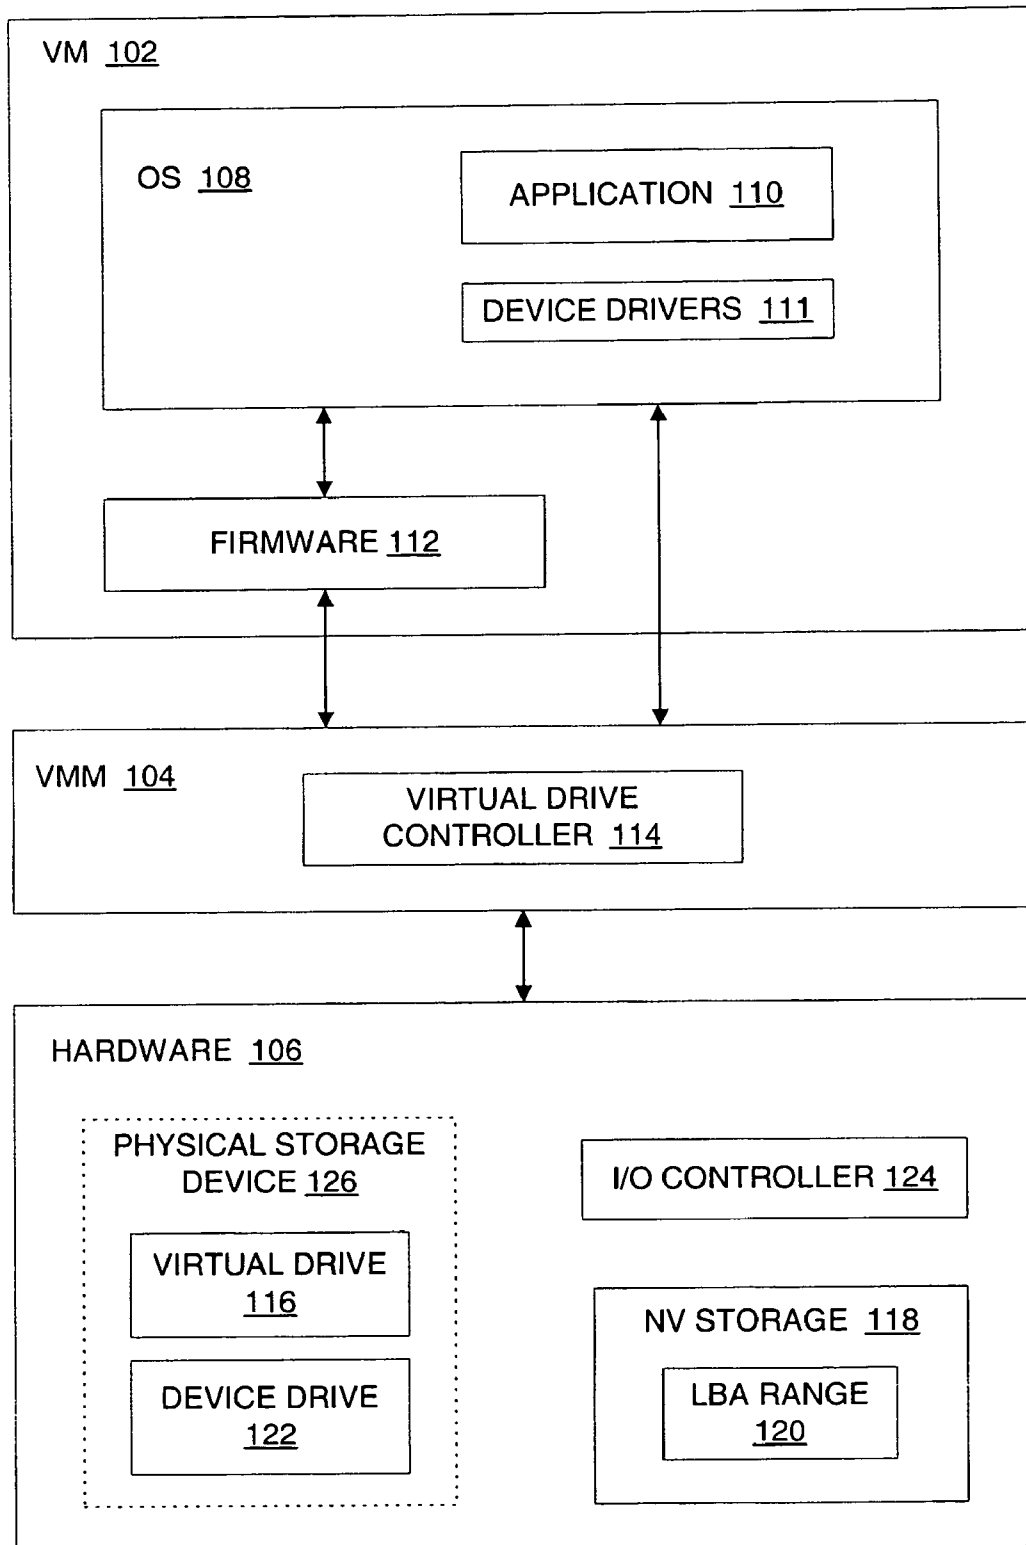 VM 102
OS 108
APPLICATION 110
DEVICE DRIVERS 111
FIRMWARE 112
VMM 104
VIRTUAL DRIVE
CONTROLLER 114
HARDWARE 106
PHYSICAL STORAGE
DEVICE 126
VIRTUAL DRIVE
116
DEVICE DRIVE
122
I/O CONTROLLER 124
NV STORAGE 118
LBA RANGE
120